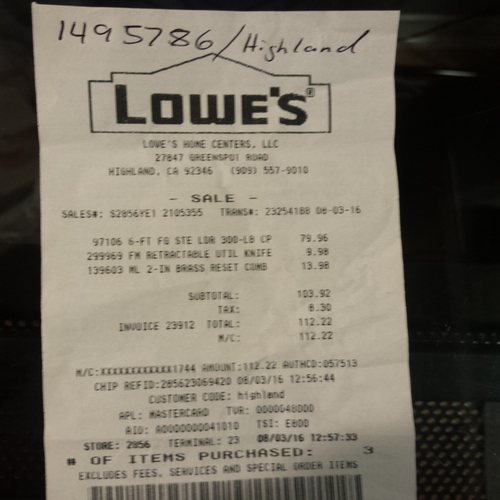 1495786/Highland
LOWE'S®
LOWE'S HOME CENTERS, LLC
27847 GREENSPOT ROAD
HIGHLAND, CA 92346 (909) 557-9010
- SALE -
SALES#: S2856YE1 2105355 TRANS#: 23254188 08-03-16
97106 6-FT FG STE LDR 300-LB CP 79.96
299969 FM RETRACTABLE UTIL KNIFE 9.98
139603 ML 2-IN BRASS RESET COMB 13.98
SUBTOTAL: 103.92
TAX: 8.30
INVOICE 23912 TOTAL: 112.22
M/C: 112.22
M/C:XXXXXXXXXXXX1744 AMOUNT:112.22 AUTHCD:057513
CHIP REFID:285623069420 08/03/16 12:56:44
CUSTOMER CODE: highland
APL: MASTERCARD TVR: 0000048000
AID: A0000000041010 TSI: E800
STORE: 2856 TERMINAL: 23 08/03/16 12:57:33
# OF ITEMS PURCHASED: 3
EXCLUDES FEES, SERVICES AND SPECIAL ORDER ITEMS